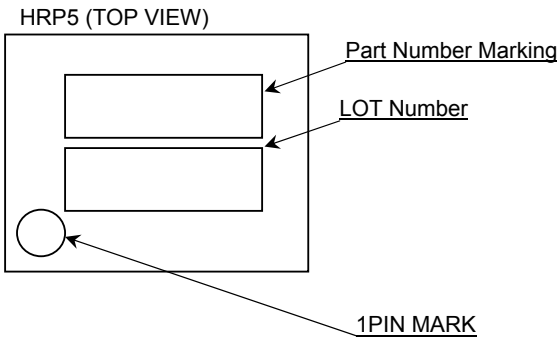 HRP5 (TOP VIEW)
Part Number Marking
LOT Number
1PIN MARK